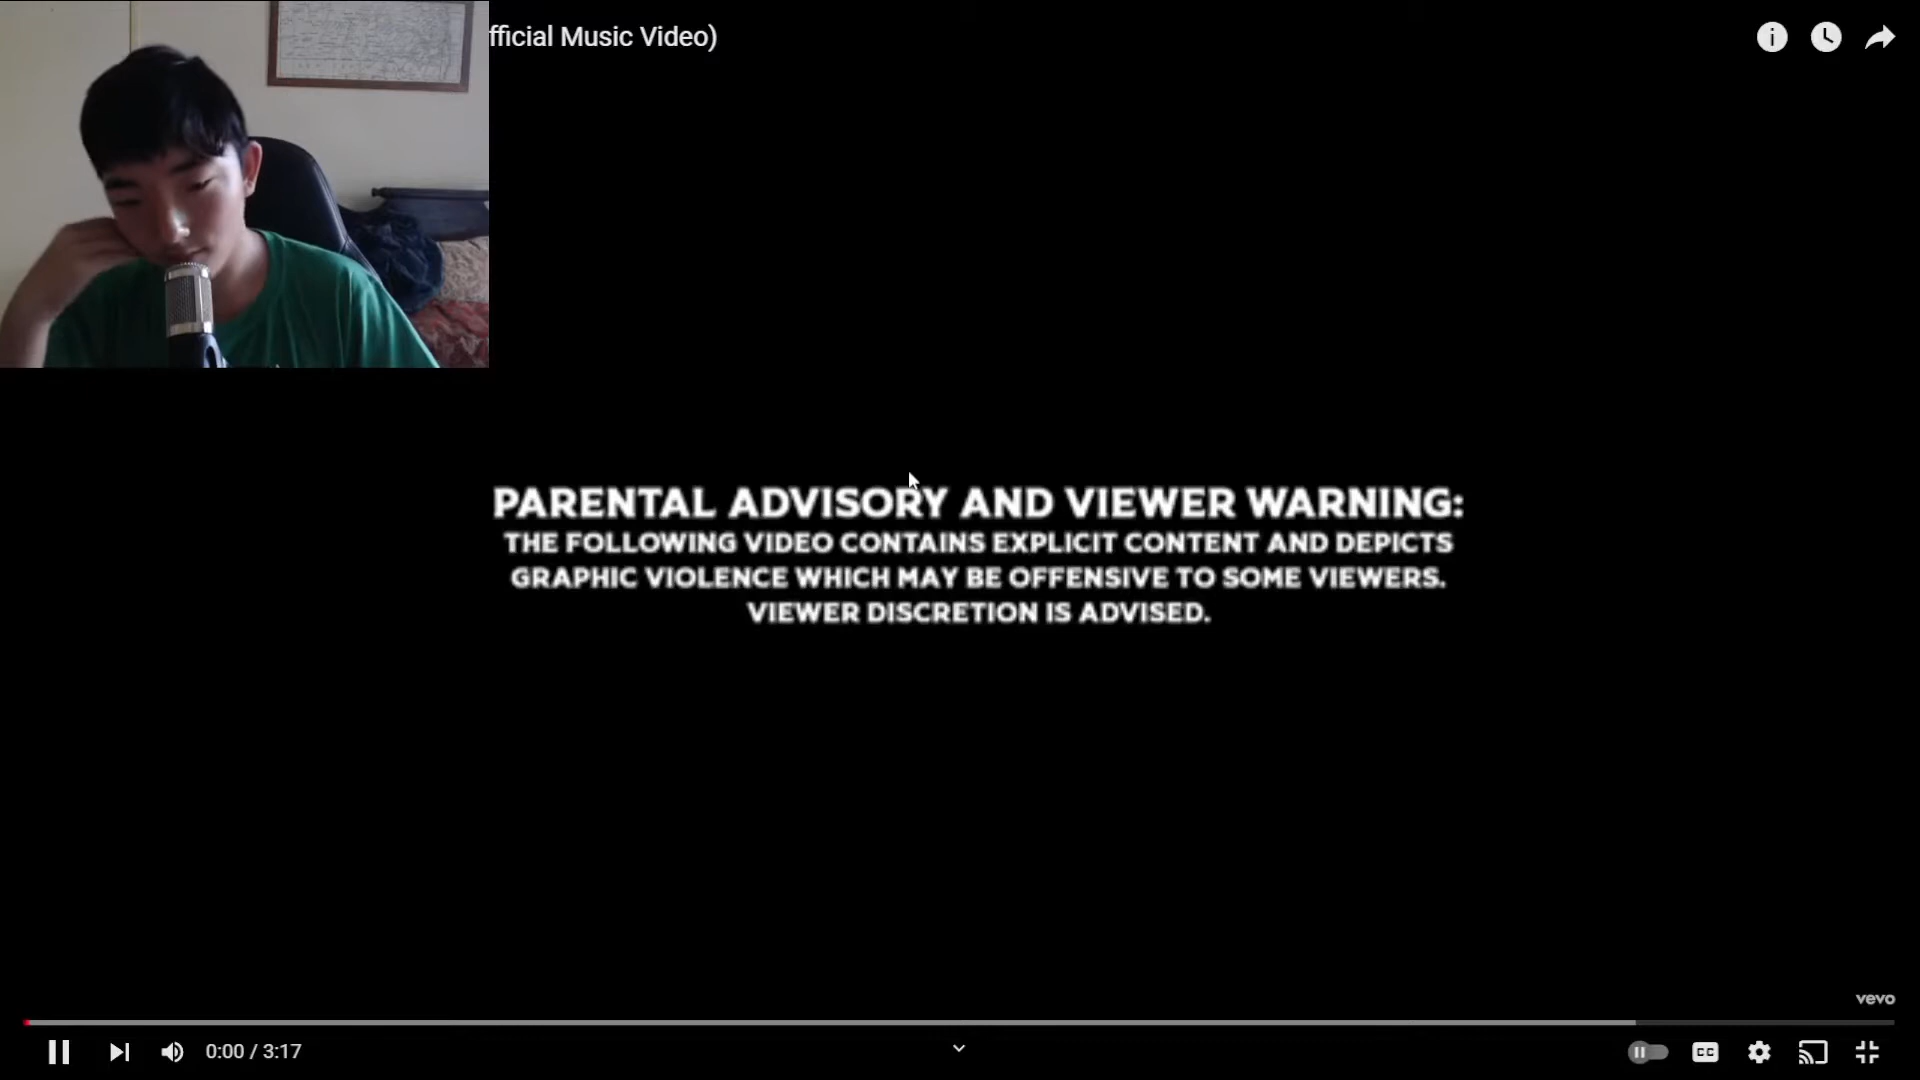 fficial Music Video)
PARENTAL ADVISORY AND VIEWER WARNING:
THE FOLLOWING VIDEO CONTAINS EXPLICIT CONTENT AND DEPICTS
GRAPHIC VIOLENCE WHICH MAY BE OFFENSIVE TO SOME VIEWERS.
VIEWER DISCRETION IS ADVISED.
vevo
0:00 / 3:17
CC